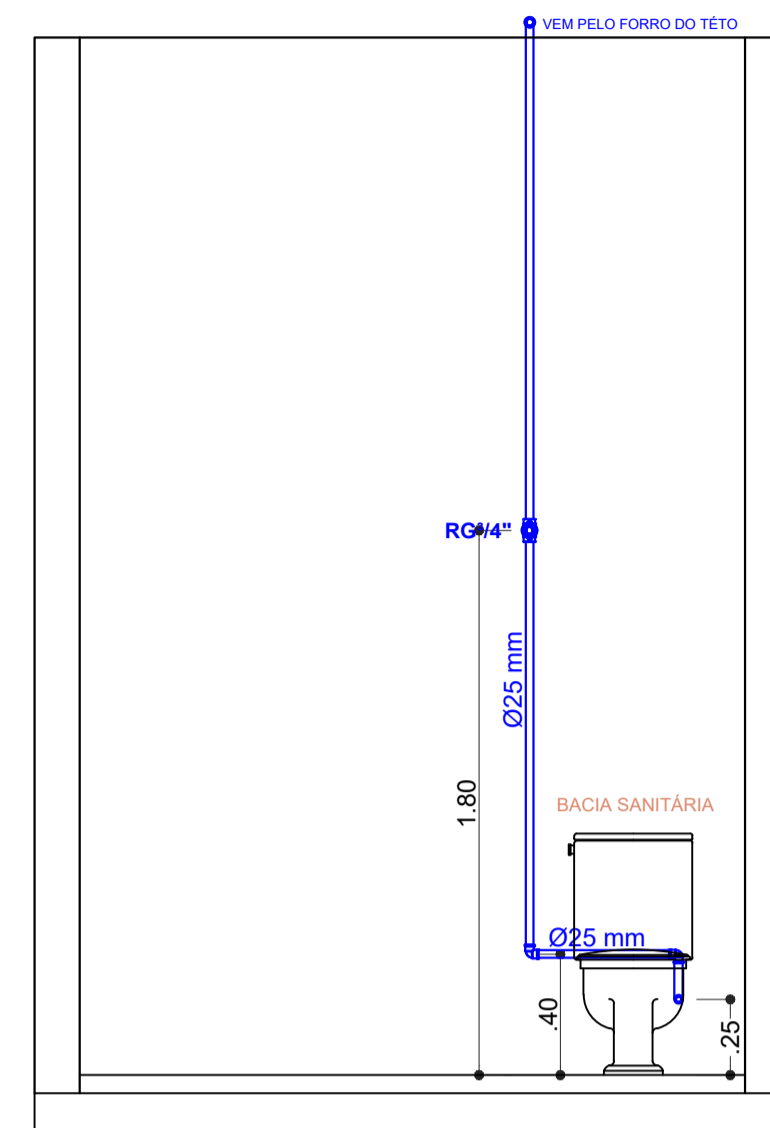 VEM PELO FORRO DO TÉTO
RG³/4"
Ø25 mm
1.80
BACIA SANITÁRIA
Ø25 mm
.40
.25